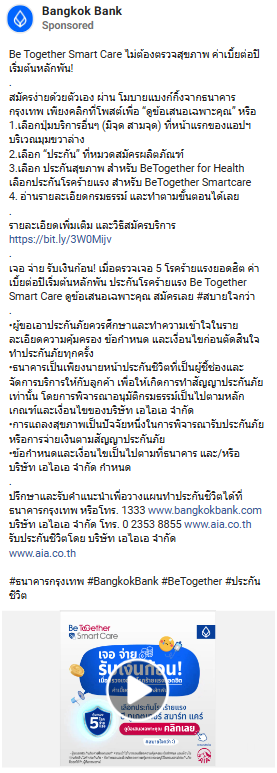 Bangkok Bank
Sponsored
Be Together Smart Care ไม่ต้องตรวจสุขภาพ ค่าเบี้ยต่อปี
เริ่มต้นหลักพัน!
.
สมัครง่ายด้วยตัวเอง ผ่าน โมบายแบงก์กิ้งจากธนาคาร
กรุงเทพ เพียงคลิกที่โพสต์เพื่อ “ดูข้อเสนอเฉพาะคุณ” หรือ
1.เลือกปุ่มบริการอื่นๆ (มีจุด สามจุด) ที่หน้าแรกของแอปฯ
บริเวณมุมขวาล่าง
2.เลือก “ประกัน” ที่หมวดสมัครผลิตภัณฑ์
3.เลือก ประกันสุขภาพ สำหรับ BeTogether for Health
เลือกประกันโรคร้ายแรง สำหรับ BeTogether Smartcare
4. อ่านรายละเอียดกรมธรรม์ และทำตามขั้นตอนได้เลย
.
รายละเอียดเพิ่มเติม และวิธีสมัครบริการ
https://bit.ly/3W0Mijv
.
เจอ จ่าย รับเงินก้อน! เมื่อตรวจเจอ 5 โรคร้ายแรงยอดฮิต ค่า
เบี้ยต่อปีเริ่มต้นหลักพัน ประกันโรคร้ายแรง Be Together
Smart Care ดูข้อเสนอเฉพาะคุณ สมัครเลย #สบายใจกว่า
.
•ผู้ขอเอาประกันภัยควรศึกษาและทำความเข้าใจในราย
ละเอียดความคุ้มครอง ข้อกำหนด และเงื่อนไขก่อนตัดสินใจ
ทำประกันภัยทุกครั้ง
•ธนาคารเป็นเพียงนายหน้าประกันชีวิตที่เป็นผู้ชี้ช่องและ
จัดการบริการให้กับลูกค้า เพื่อให้เกิดการทำสัญญาประกันภัย
เท่านั้น โดยการพิจารณาอนุมัติกรมธรรม์เป็นไปตามหลัก
เกณฑ์และเงื่อนไขของบริษัท เอไอเอ จำกัด
•การแถลงสุขภาพเป็นปัจจัยหนึ่งในการพิจารณารับประกันภัย
หรือการจ่ายเงินตามสัญญาประกันภัย
•ข้อกำหนดและเงื่อนไขเป็นไปตามที่ธนาคาร และ/หรือ
บริษัท เอไอเอ จำกัด กำหนด
.
ปรึกษาและรับคำแนะนำเพื่อวางแผนทำประกันชีวิตได้ที่
ธนาคารกรุงเทพ หรือโทร. 1333 www.bangkokbank.com
บริษัท เอไอเอ จำกัด โทร. 0 2353 8855 www.aia.co.th
รับประกันชีวิตโดย บริษัท เอไอเอ จำกัด
www.aia.co.th
#ธนาคารกรุงเทพ #BangkokBank #BeTogether #ประกัน
ชีวิต
Be Together
Smart Care
เจอ จ่าย
รับเงินก้อน!
5 โรค
ดูข้อเสนอเฉพาะคุณ คลิกเลย
AIA